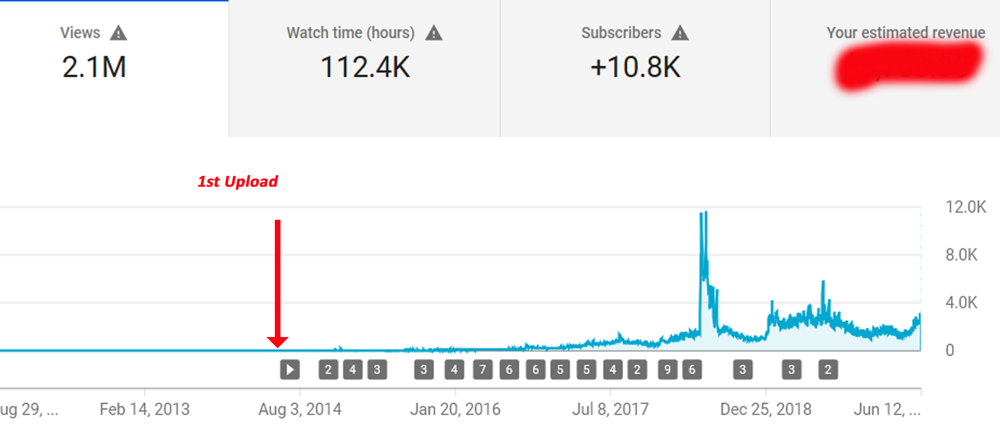 Views
2.1M
Watch time (hours)
112.4K
Subscribers
+10.8K
Your estimated revenue
1st Upload
12.0K
8.0K
4.0K
0
2 4 3 3 4 7 6 6 5 5 4 2 9 6 3 3 2
ug 29, ... Feb 14, 2013 Aug 3, 2014 Jan 20, 2016 Jul 8, 2017 Dec 25, 2018 Jun 12, ...